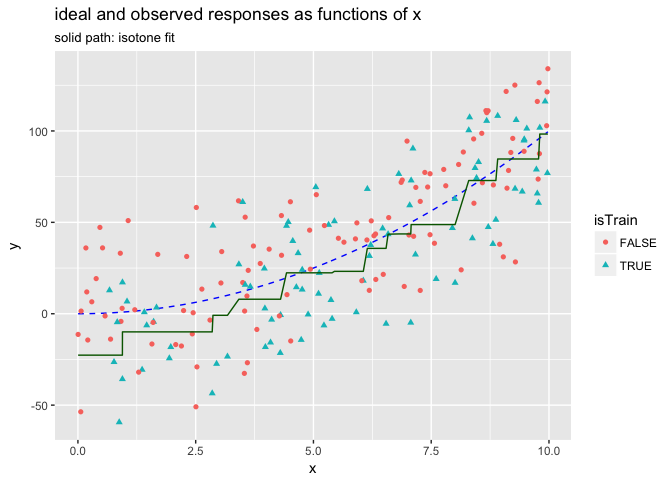 ideal and observed responses as functions of x
solid path: isotone fit
100
50
0
-50
y
0.0 2.5 5.0 7.5 10.0
x
isTrain
FALSE
TRUE